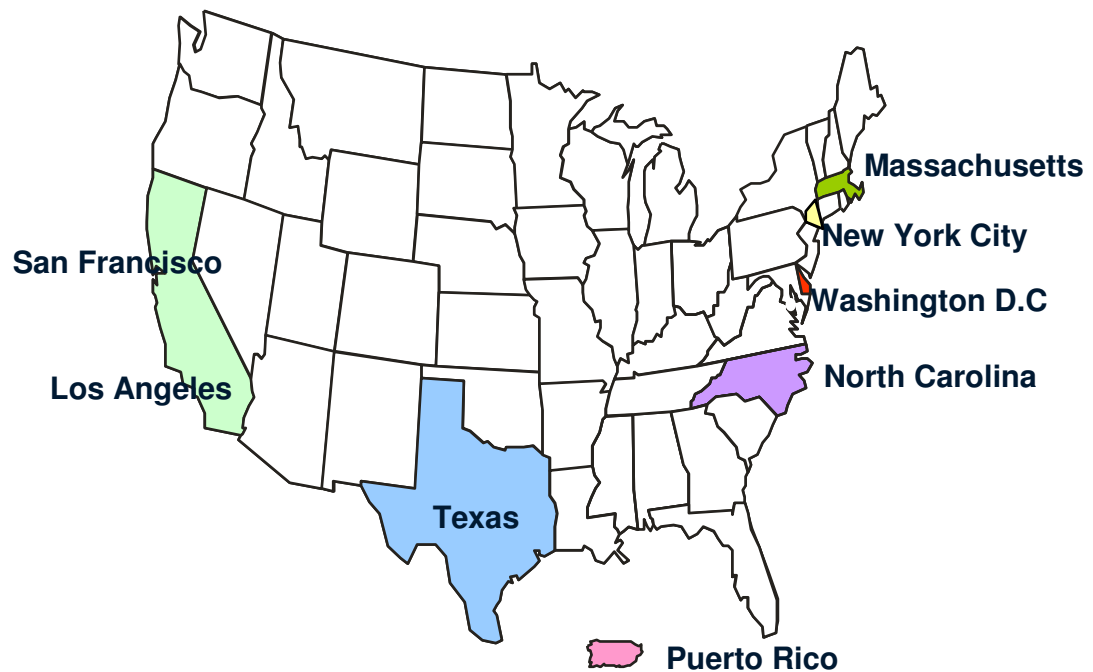 Massachusetts
New York City
San Francisco
Washington D.C
North Carolina
Los Angeles
Texas
Puerto Rico